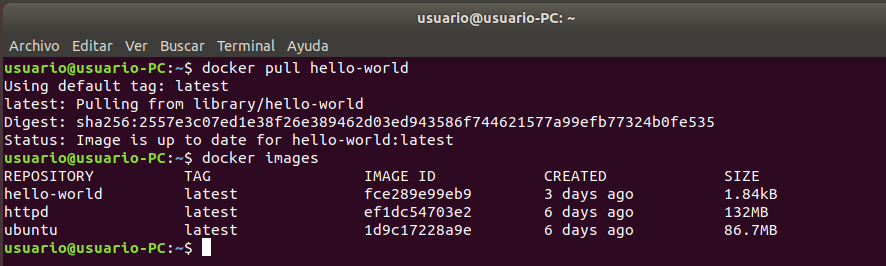 usuario@usuario-PC: ~
Archivo Editar Ver Buscar Terminal Ayuda
usuario@usuario-PC:~$ docker pull hello-world
Using default tag: latest
latest: Pulling from library/hello-world
Digest: sha256:2557e3c07ed1e38f26e389462d03ed943586f744621577a99efb77324b0fe535
Status: Image is up to date for hello-world:latest
usuario@usuario-PC:~$ docker images
REPOSITORY TAG IMAGE ID CREATED SIZE
hello-world latest fce289e99eb9 3 days ago 1.84kB
httpd latest ef1dc54703e2 6 days ago 132MB
ubuntu latest 1d9c17228a9e 6 days ago 86.7MB
usuario@usuario-PC:~$